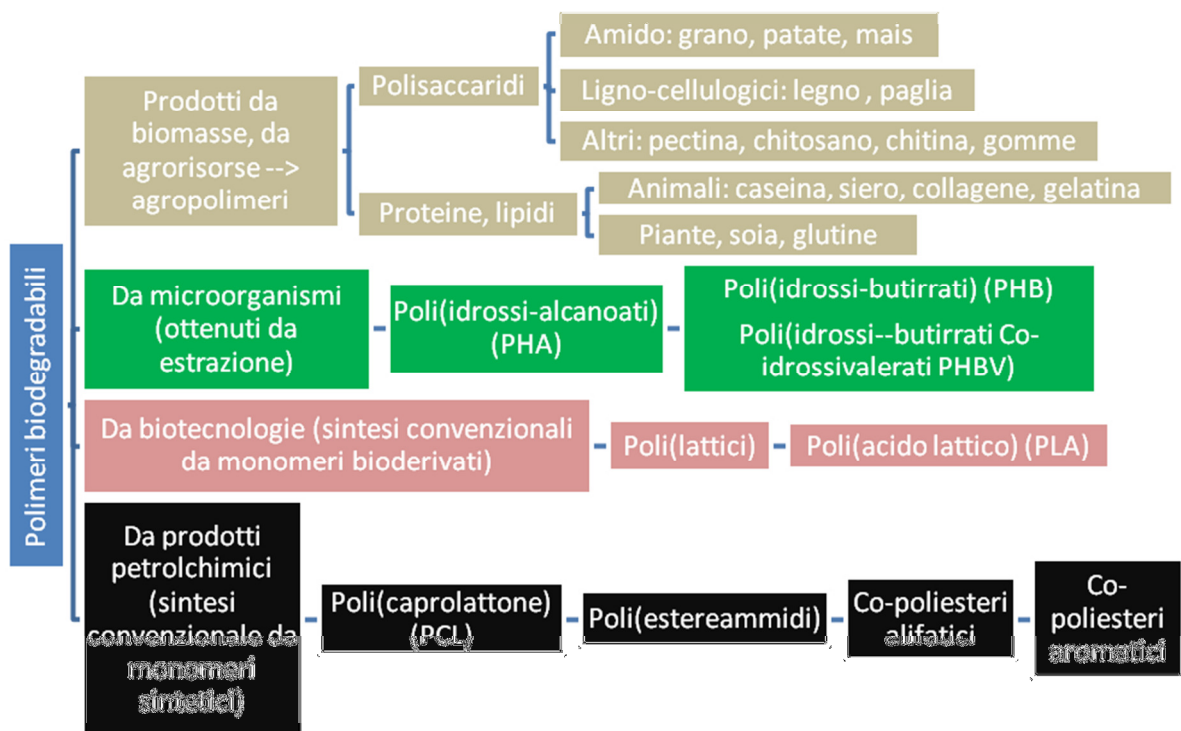 Polimeri biodegradabili
Prodotti da
biomasse, da
agrorisorse -->
agropolimeri
Polisaccaridi
Amido: grano, patate, mais
Ligno-cellulogici: legno , paglia
Altri: pectina, chitosano, chitina, gomme
Proteine, lipidi
Animali: caseina, siero, collagene, gelatina
Piante, soia, glutine
Da microorganismi
(ottenuti da
estrazione)
Poli(idrossi-alcanoati)
(PHA)
Poli(idrossi-butirrati) (PHB)
Poli(idrossi--butirrati Co-
idrossivalerati PHBV)
Da biotecnologie (sintesi convenzionali
da monomeri bioderivati)
Poli(lattici)
Poli(acido lattico) (PLA)
Da prodotti
petrolchimici
(sintesi
convenzionale da
monomeri
sintetici)
Poli(caprolattone)
(PCL)
Poli(estereammidi)
Co-poliesteri
alifatici
Co-
poliesteri
aromatici